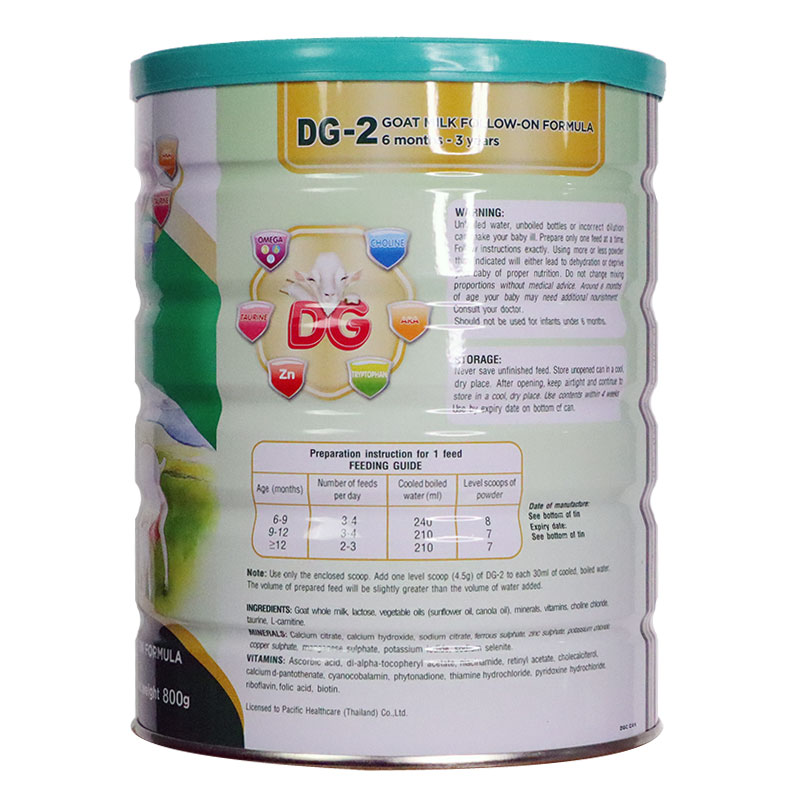 DG-2 GOAT MILK FOLLOW-ON FORMULA
6 months - 3 years
OMEGA
CHOLINE
TAURINE
DG
ARA
Zn
TRYPTOPHAN
ARA
TAURINE
WARNING:
Unboiled water, unboiled bottles or incorrect dilution
can make your baby ill. Prepare only one feed at a time.
Follow instructions exactly. Using more or less powder
than indicated will either lead to dehydration or deprive
your baby of proper nutrition. Do not change mixing
proportions without medical advice. Around 6 months
of age your baby may need additional nourishment
Consult your doctor.
Should not be used for infants under 6 months.
STORAGE:
Never save unfinished feed. Store unopened can in a cool,
dry place. After opening, keep airtight and continue to
store in a cool, dry place. Use contents within 4 weeks
Use by expiry date on bottom of can.
Preparation instruction for 1 feed
FEEDING GUIDE
Age (months) Number of feeds per day Cooled boiled water (ml) Level scoops of powder
6-9 3-4 240 8
9-12 3-4 210 7
≥12 2-3 210 7
Date of manufacture:
See bottom of tin
Expiry date:
See bottom of tin
Note: Use only the enclosed scoop. Add one level scoop (4.5g) of DG-2 to each 30ml of cooled, boiled water.
The volume of prepared feed will be slightly greater than the volume of water added.
INGREDIENTS: Goat whole milk, lactose, vegetable oils (sunflower oil, canola oil), minerals, vitamins, choline chloride,
taurine, L-carnitine.
MINERALS: Calcium citrate, calcium hydroxide, sodium citrate, ferrous sulphate, zinc sulphate, potassium chloride,
copper sulphate, manganese sulphate, potassium iodide, sodium selenite.
VITAMINS: Ascorbic acid, dl-alpha-tocopheryl acetate, niacinamide, retinyl acetate, cholecalciferol,
calcium d-pantothenate, cyanocobalamin, phytonadione, thiamine hydrochloride, pyridoxine hydrochloride,
riboflavin, folic acid, biotin.
Licensed to Pacific Healthcare (Thailand) Co.,Ltd.
FORMULA
weight 800g